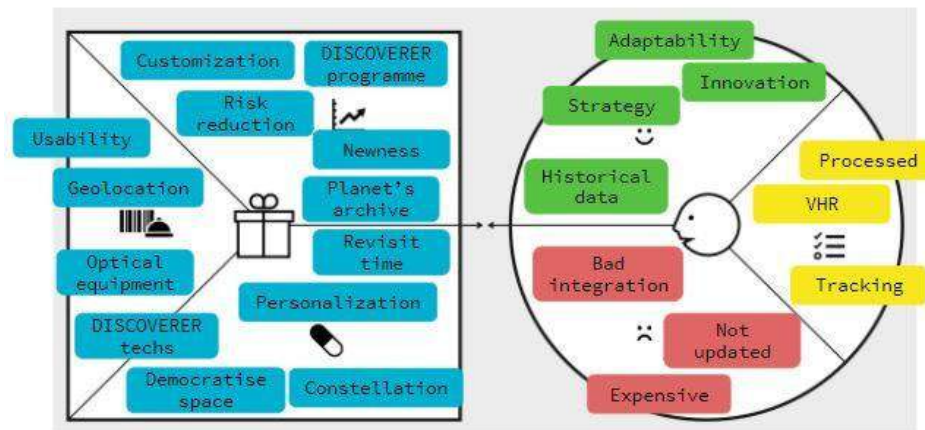 Customization
DISCOVERER
programme
Risk
reduction
Newness
Usability
Geolocation
Planet's
archive
Revisit
time
Optical
equipment
Personalization
DISCOVERER
techs
Democratise
space
Constellation
Adaptability
Innovation
Strategy
Historical
data
Processed
VHR
Tracking
Bad
integration
Not
updated
Expensive